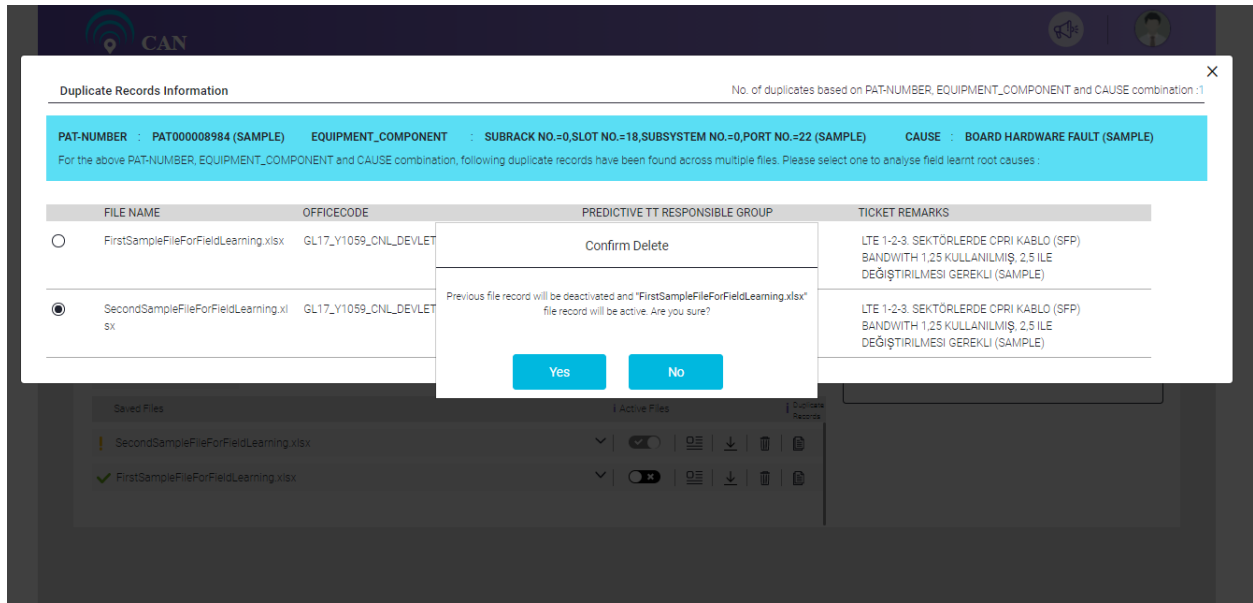 CAN
Duplicate Records Information
No. of duplicates based on PAT-NUMBER, EQUIPMENT_COMPONENT and CAUSE combination :1
PAT-NUMBER : PAT000008984 (SAMPLE) EQUIPMENT_COMPONENT : SUBRACK NO.=0,SLOT NO.=18,SUBSYSTEM NO.=0,PORT NO.=22 (SAMPLE) CAUSE : BOARD HARDWARE FAULT (SAMPLE)
For the above PAT-NUMBER, EQUIPMENT_COMPONENT and CAUSE combination, following duplicate records have been found across multiple files. Please select one to analyse field learnt root causes :
FILE NAME OFFICECODE PREDICTIVE TT RESPONSIBLE GROUP TICKET REMARKS
FirstSampleFileForFieldLearning.xlsx GL17_Y1059_CNL_DEVLET
LTE 1-2-3. SEKTÖRLERDE CPRI KABLO (SFP)
BANDWITH 1,25 KULLANILMIŞ, 2,5 ILE
DEĞIŞTIRILMESI GEREKLI (SAMPLE)
SecondSampleFileForFieldLearning.xl
sx
GL17_Y1059_CNL_DEVLET
LTE 1-2-3. SEKTÖRLERDE CPRI KABLO (SFP)
BANDWITH 1,25 KULLANILMIŞ, 2,5 ILE
DEĞIŞTIRILMESI GEREKLI (SAMPLE)
Confirm Delete
Previous file record will be deactivated and "FirstSampleFileForFieldLearning.xlsx"
file record will be active. Are you sure?
Yes No
Saved Files Active Files Duplicate
Records
SecondSampleFileForFieldLearning.xlsx
FirstSampleFileForFieldLearning.xlsx